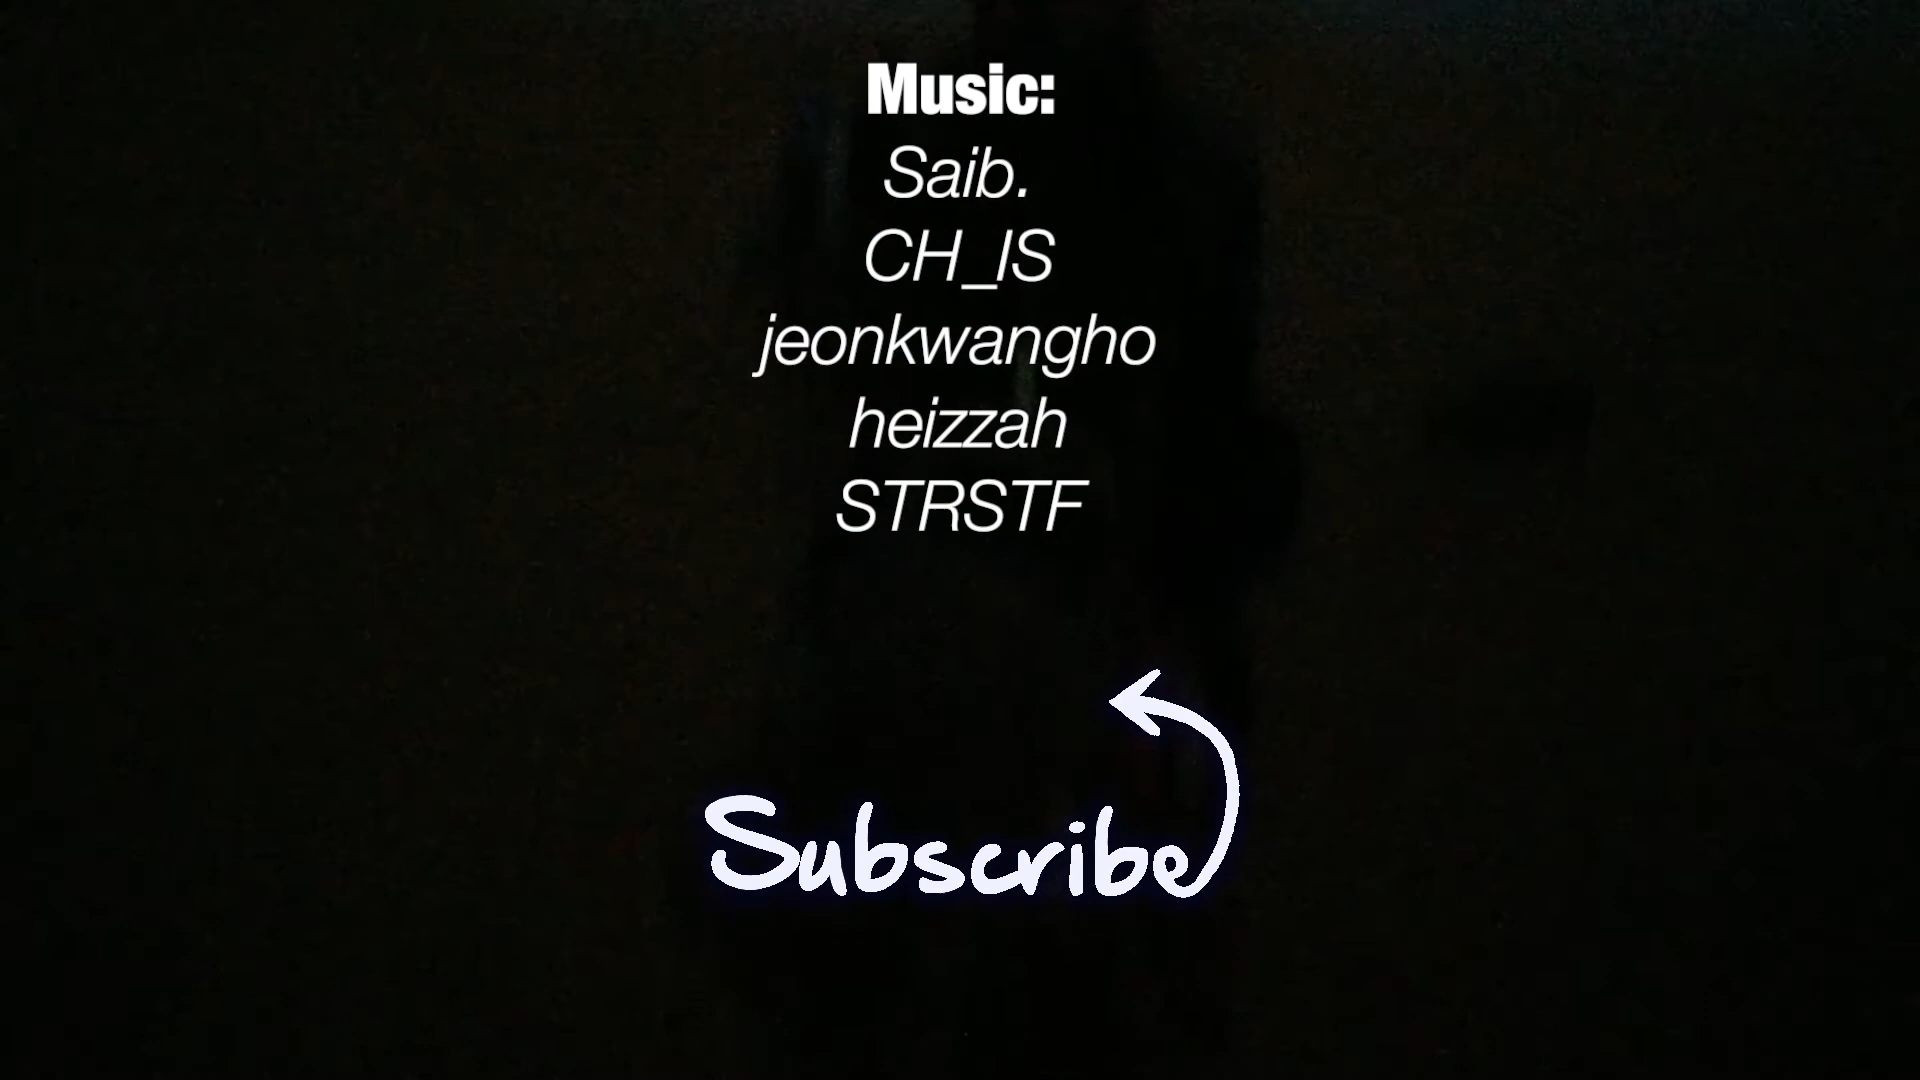 Music:
Saib.
CH_IS
jeonkwangho
heizzah
STRSTF
Subscribe